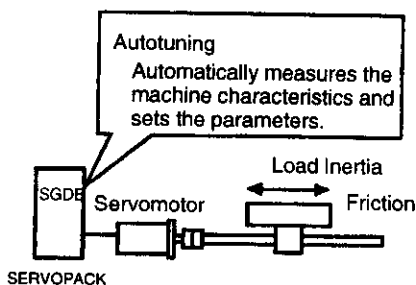 Autotuning
Automatically measures the
machine characteristics and
sets the parameters.
Load Inertia
SGDB
Servomotor
Friction
SERVOPACK